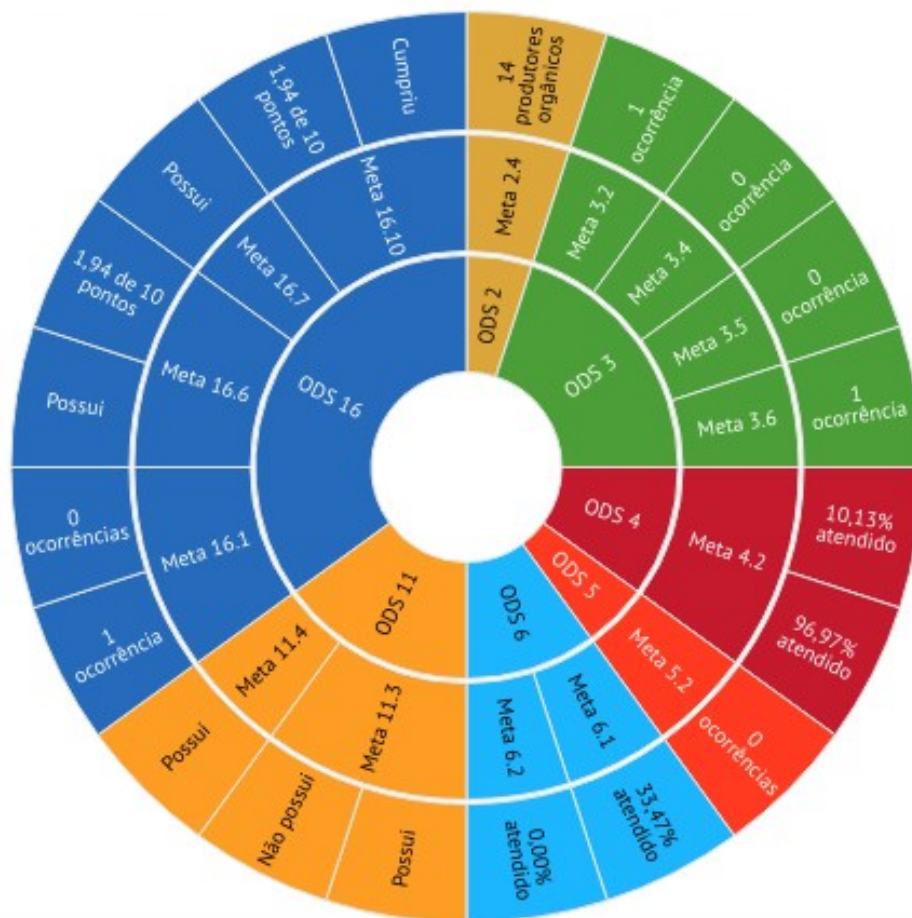 ODS 2
Meta 2.4
14
produtores
orgânicos
ODS 3
Meta 3.2
1
ocorrência
Meta 3.4
0
ocorrência
Meta 3.5
0
ocorrência
Meta 3.6
1
ocorrência
ODS 4
Meta 4.2
10,13%
atendido
96,97%
atendido
ODS 5
Meta 5.2
0
ocorrências
ODS 6
Meta 6.1
33,47%
atendido
Meta 6.2
0,00%
atendido
ODS 11
Meta 11.3
Possui
Não possui
Meta 11.4
Possui
ODS 16
Meta 16.1
1
ocorrência
0
ocorrências
Meta 16.6
Possui
1,94 de 10
pontos
Meta 16.7
Possui
Meta 16.10
1,94 de 10
pontos
Cumpriu